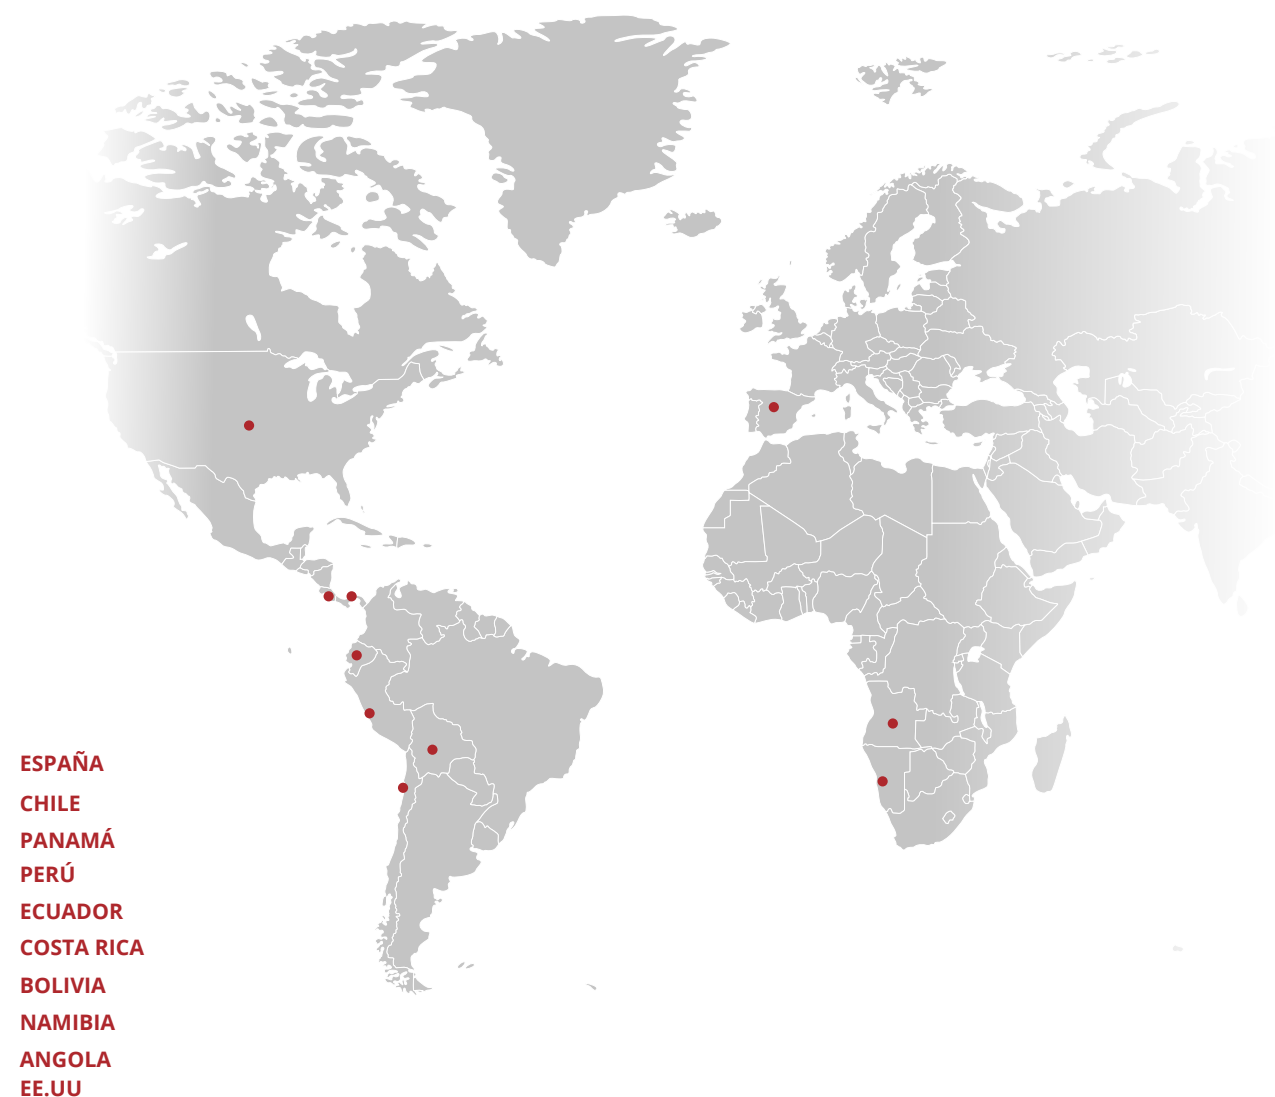 ESPAÑA
CHILE
PANAMÁ
PERÚ
ECUADOR
COSTA RICA
BOLIVIA
NAMIBIA
ANGOLA
EE.UU